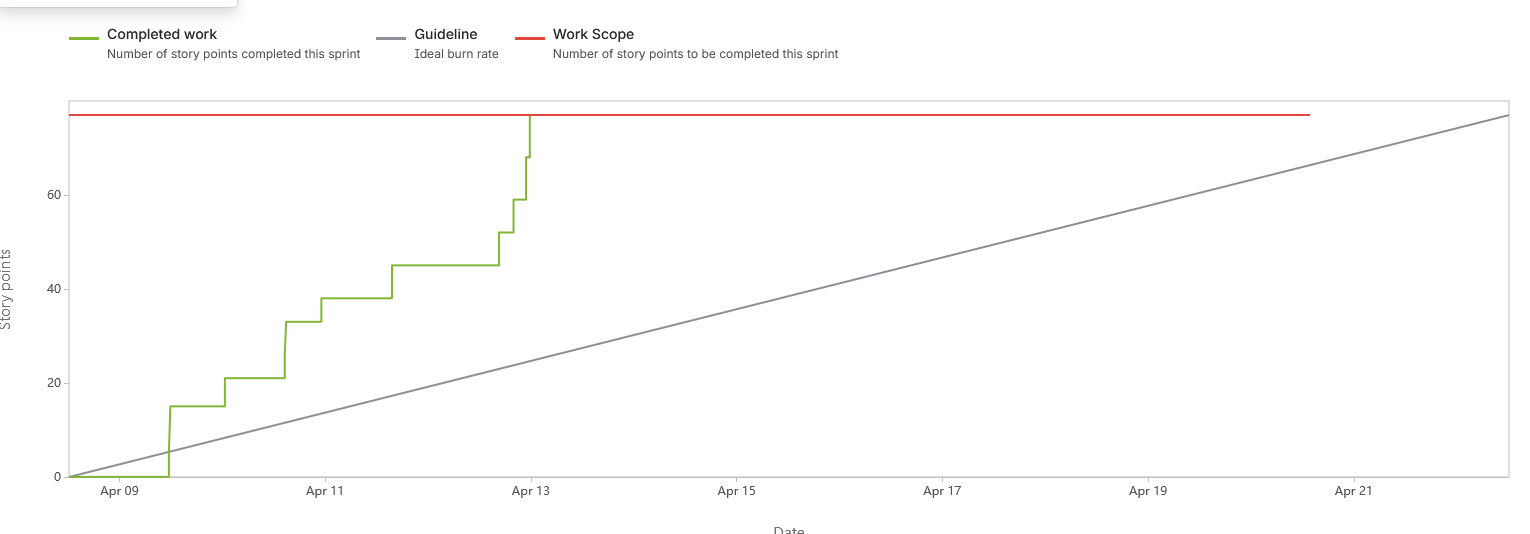 Completed work
Number of story points completed this sprint
Guideline
Ideal burn rate
Work Scope
Number of story points to be completed this sprint
Story points
60
40
20
0
Apr 09
Apr 11
Apr 13
Apr 15
Apr 17
Apr 19
Apr 21
Date